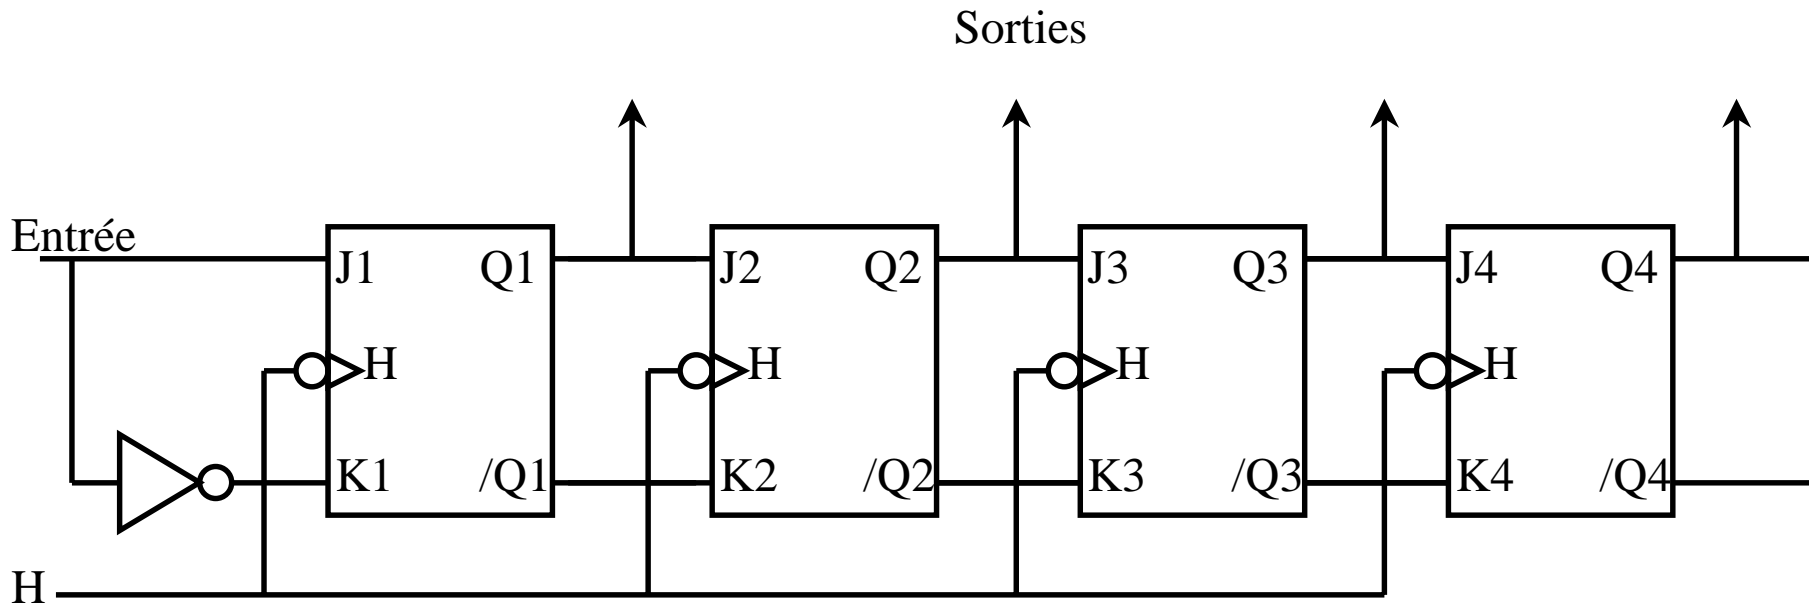 Sorties
Entrée
J1 Q1 J2 Q2 J3 Q3 J4 Q4
H H H H
K1 /Q1 K2 /Q2 K3 /Q3 K4 /Q4
H